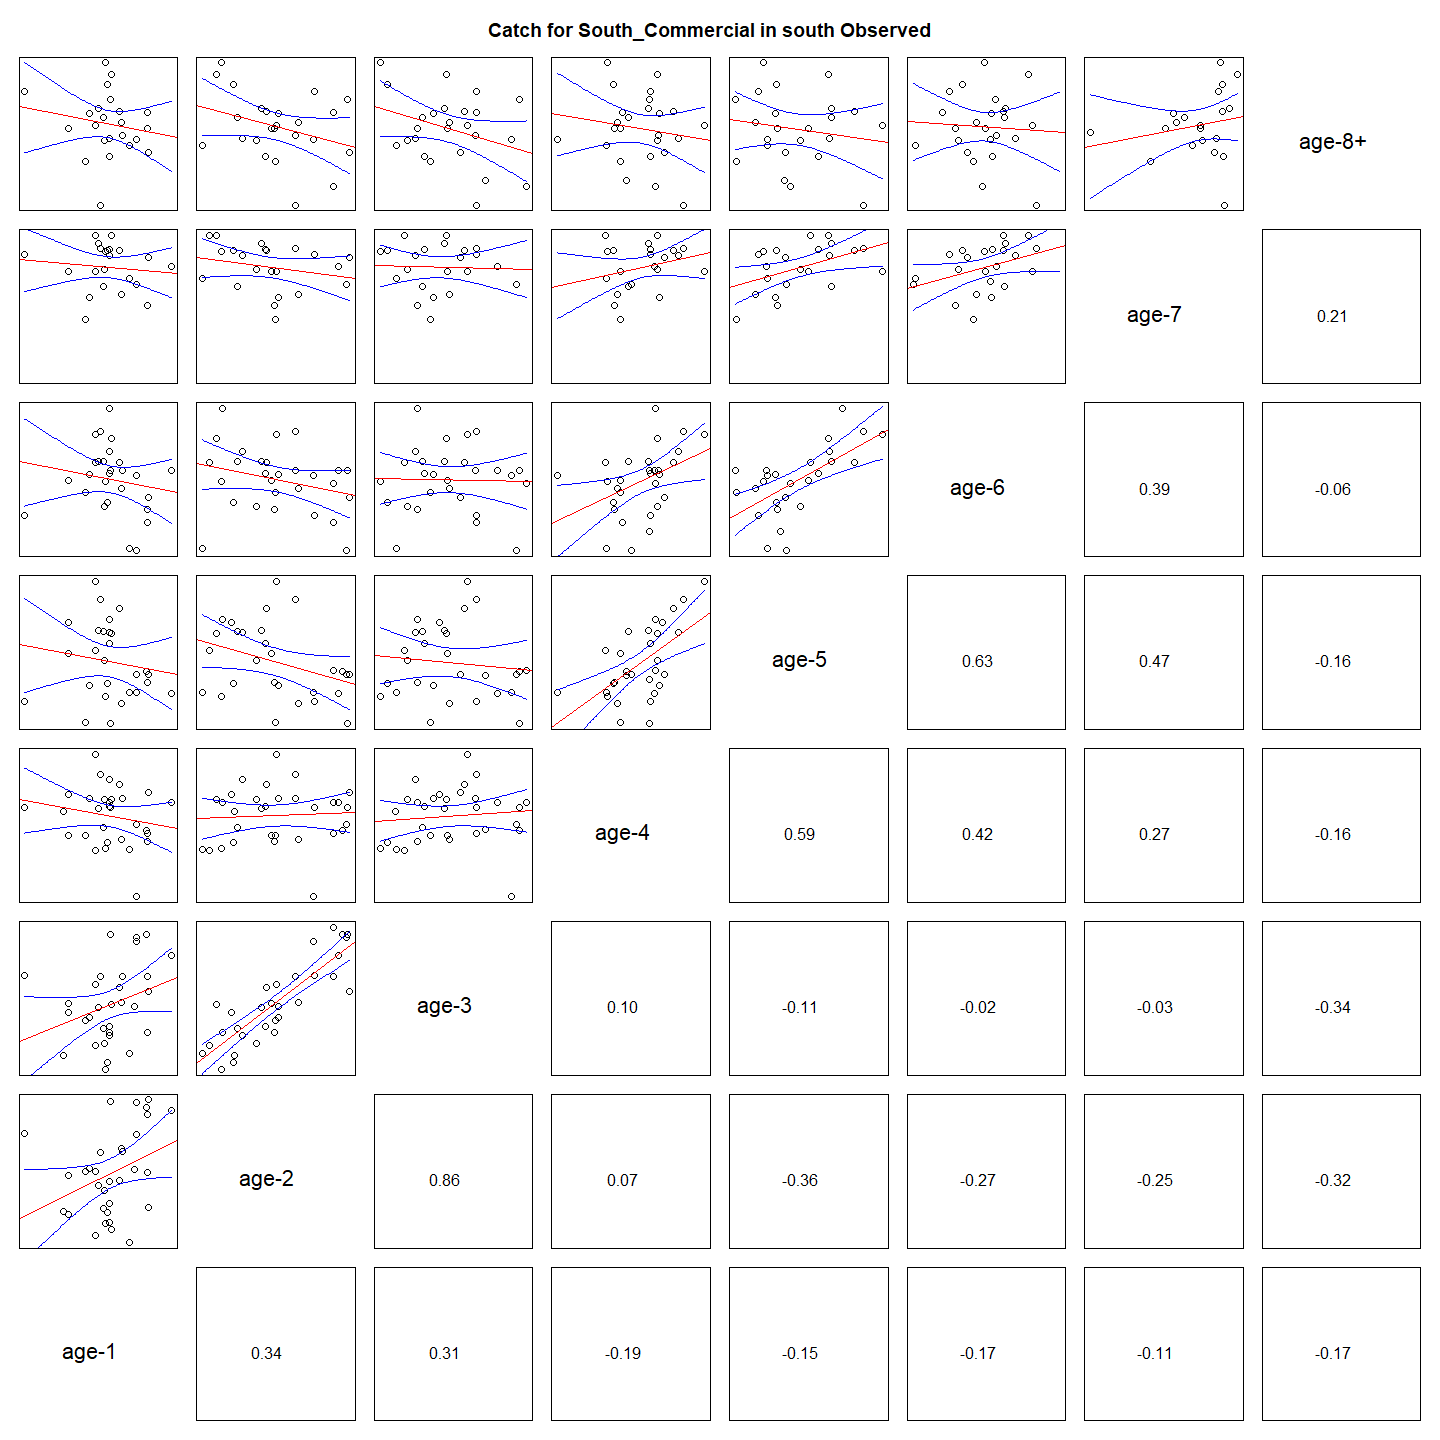 Catch for South_Commercial in south Observed
age-8+
age-7 0.21
age-6 0.39 -0.06
age-5 0.63 0.47 -0.16
age-4 0.59 0.42 0.27 -0.16
age-3 0.10 -0.11 -0.02 -0.03 -0.34
age-2 0.86 0.07 -0.36 -0.27 -0.25 -0.32
age-1 0.34 0.31 -0.19 -0.15 -0.17 -0.11 -0.17